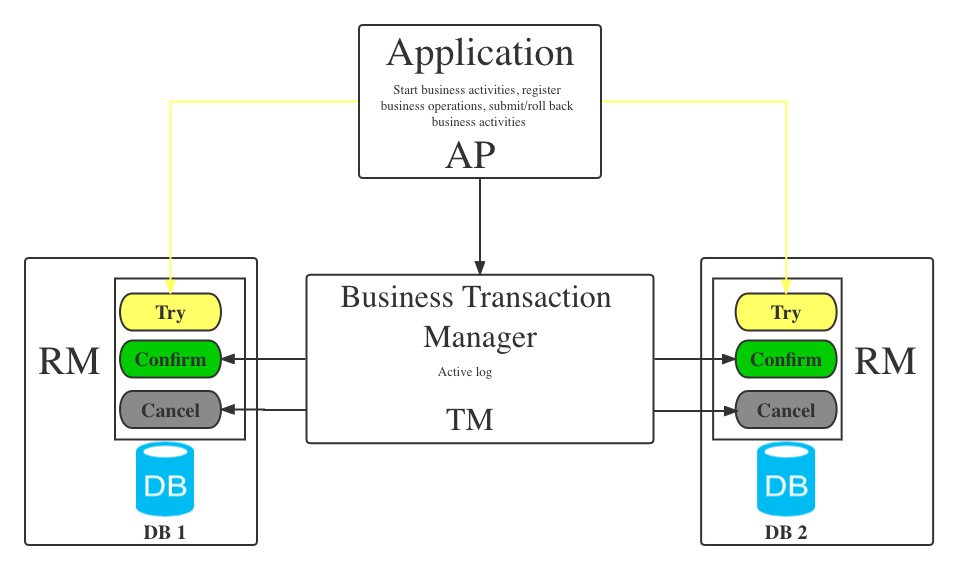 Application
Start business activities, register
business operations, submit/roll back
business activities
AP
Business Transaction
Manager
Active log
TM
RM
Try
Confirm
Cancel
DB
DB 1
Try
Confirm
Cancel
RM
DB
DB 2